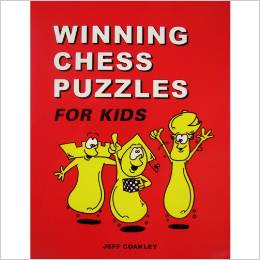 WINNING
CHESS
PUZZLES
FOR KIDS
JEFF COAKLEY